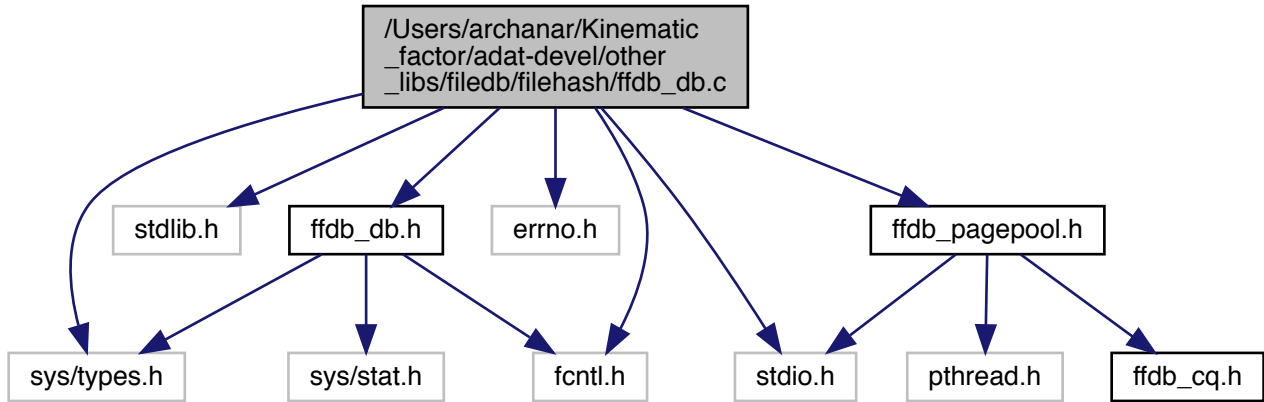 /Users/archanar/Kinematic
_factor/adat-devel/other
_libs/filedb/filehash/ffdb_db.c
stdlib.h
ffdb_db.h
errno.h
ffdb_pagepool.h
sys/types.h
sys/stat.h
fcntl.h
stdio.h
pthread.h
ffdb_cq.h